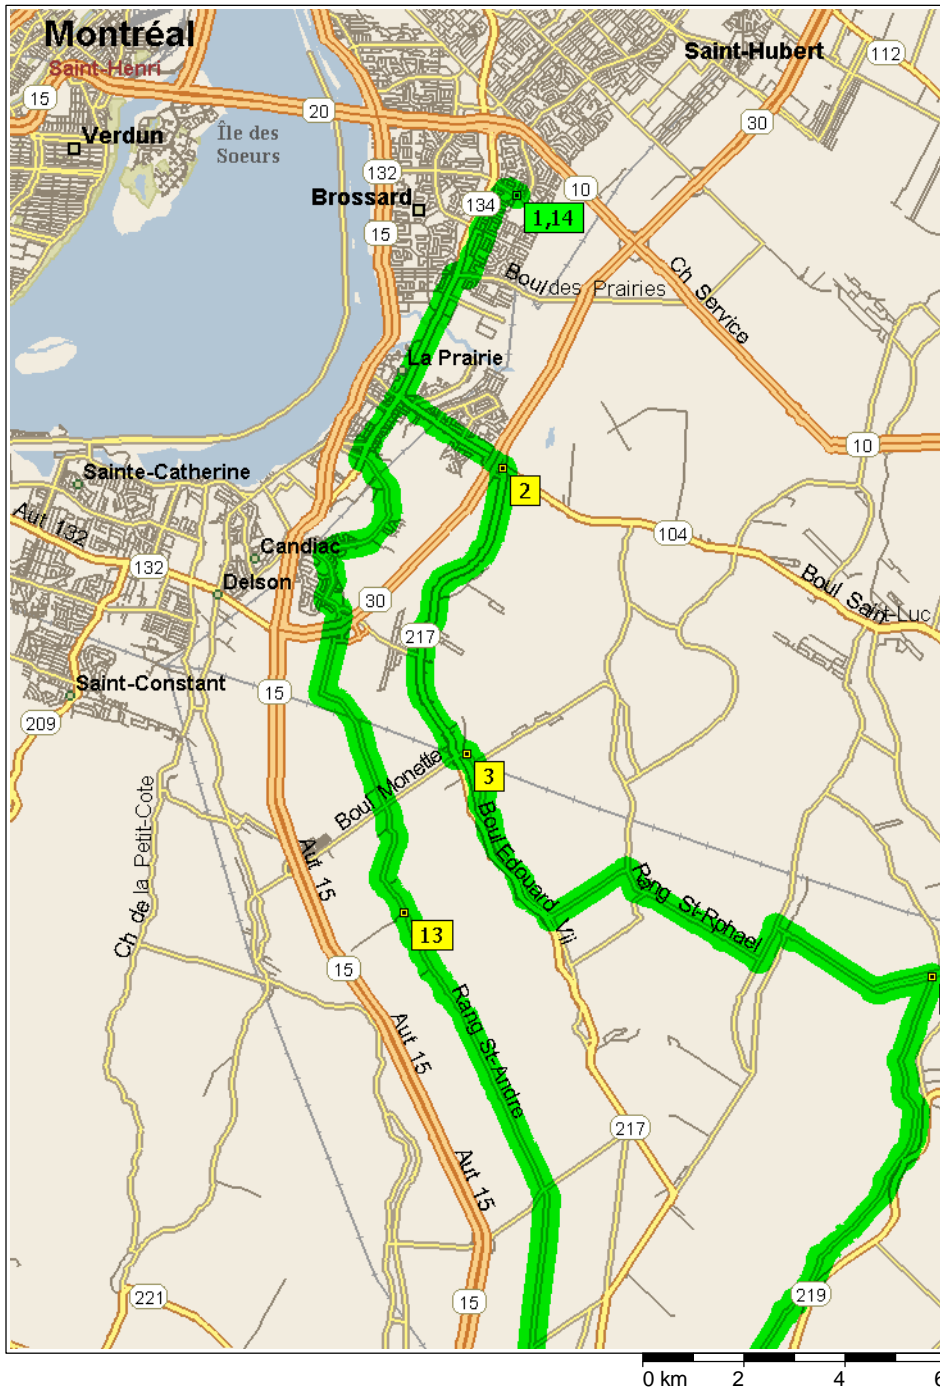 Montréal
Saint-Henri
Saint-Hubert
112
15
20
30
Verdun
Île des
Soeurs
132
10
Brossard
134
1,14
15
Boul des Prairies
Ch Service
La Prairie
10
Sainte-Catherine
2
Aut 132
104
Candiac
132
Delson
Boul Saint-Luc
30
217
Saint-Constant
15
209
Boul Monette
3
Ch de la Petit-Cote
Boul Edouard Vii
Aut 15
Rang St-Rphael
13
15
Rang St-Andre
Aut 15
217
Aut 15
221
15
219
0 km 2 4 6